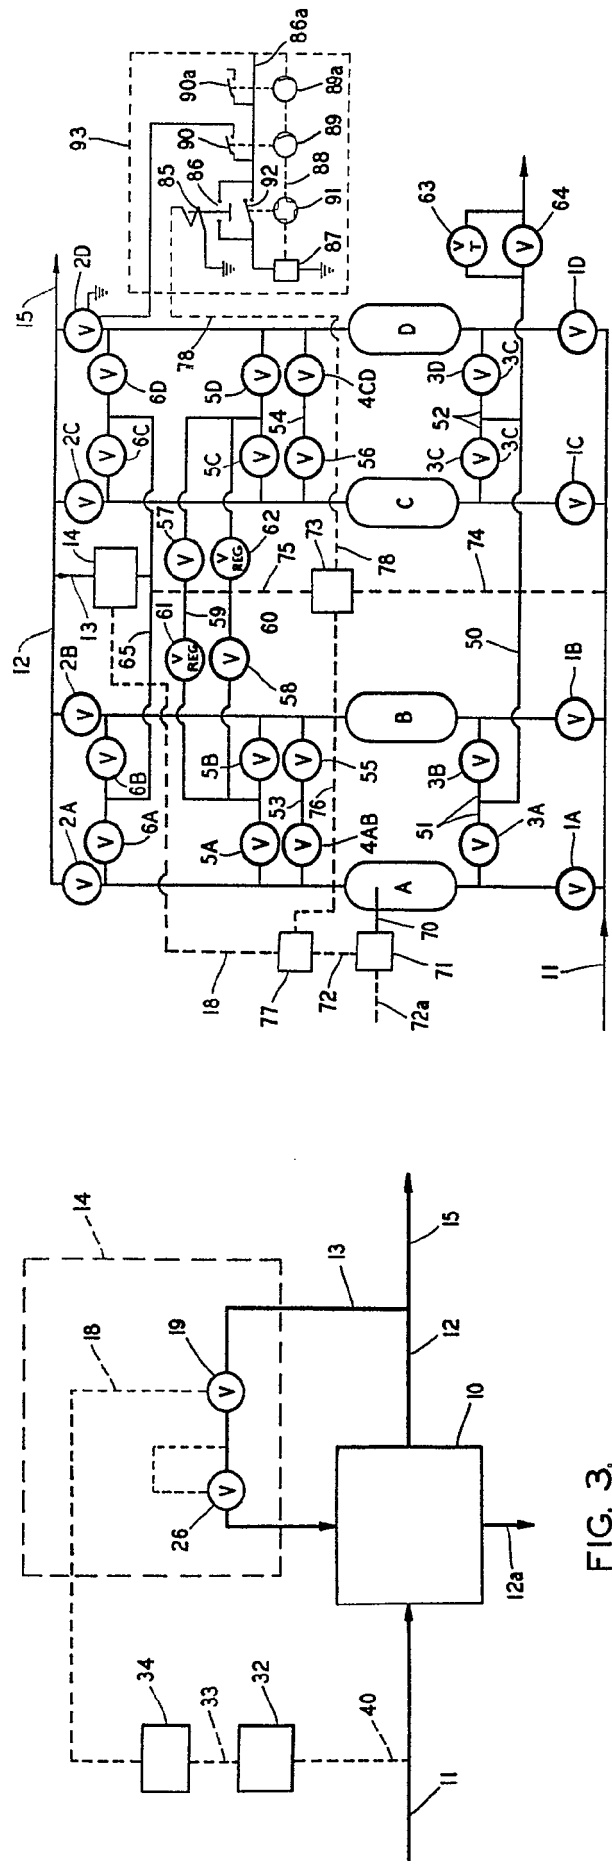 93
90a
90
85
86
86a
92
89a
89
88
91
87
15
2D
78
6D
5D
4CD
D
3D
3C
52
63
V
T
64
1D
2C
6C
5C
54
56
C
3C
3C
1C
14
57
62
V
REG
73
75
78
74
12
13
65
61
V
REG
59
60
58
50
2B
6B
5B
53
55
76
B
3B
1B
2A
6A
5A
4AB
A
51
3A
1A
18
77
72
70
71
72a
11
14
18
19
V
26
V
13
15
12
10
12a
34
33
32
40
11
FIG. 3.